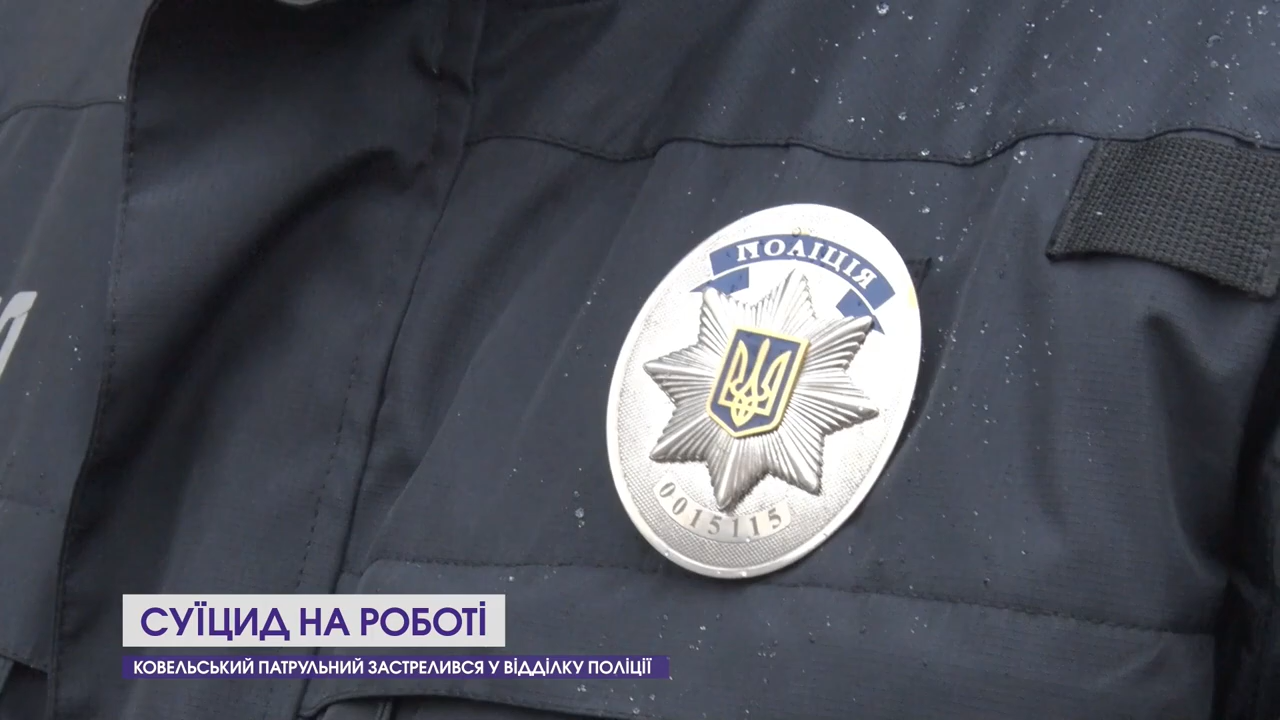 ПОЛІЦІЯ
0015115
СУЇЦИД НА РОБОТІ
КОВЕЛЬСЬКИЙ ПАТРУЛЬНИЙ ЗАСТРЕЛИВСЯ У ВІДДІЛКУ ПОЛІЦІЇ